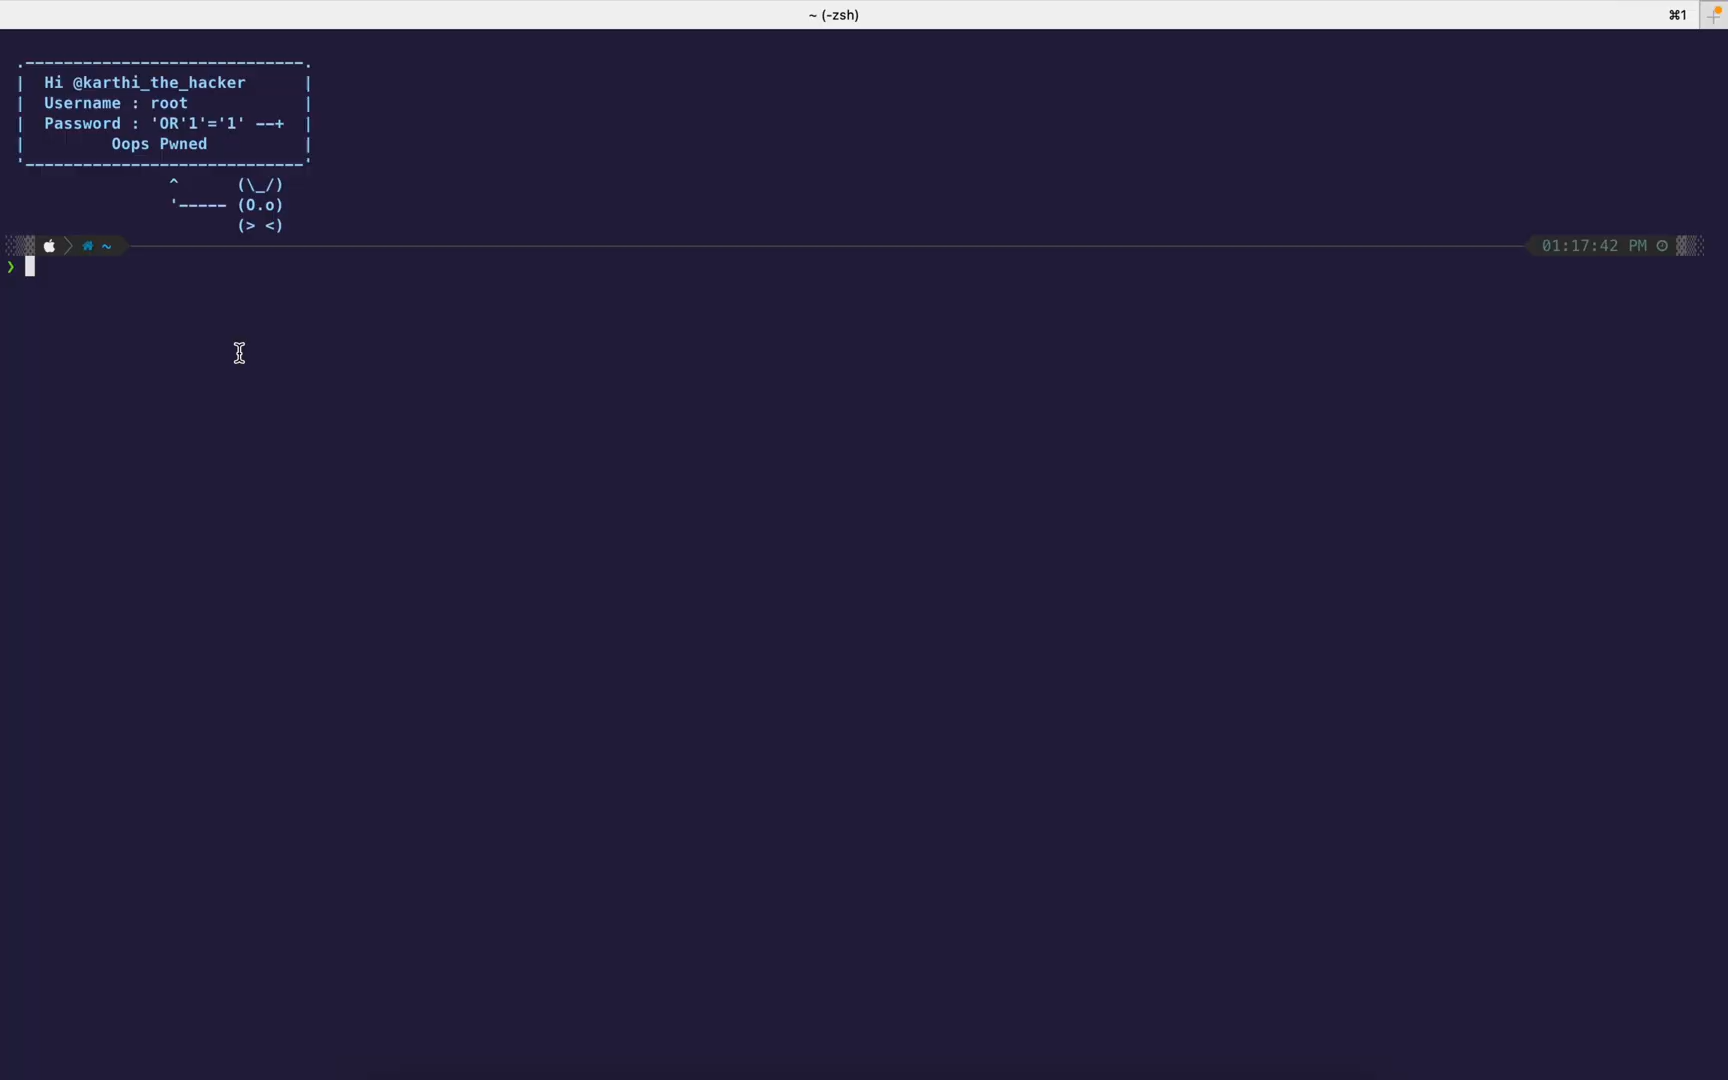 ~ (-zsh)
⌘1
.-----------------------------.
|  Hi @karthi_the_hacker      |
|  Username : root            |
|  Password : 'OR'1'='1' --+  |
|         Oops Pwned          |
'-----------------------------'
                ^      (\_/)
                '----- (O.o)
                       (> <)
~
01:17:42 PM
❯